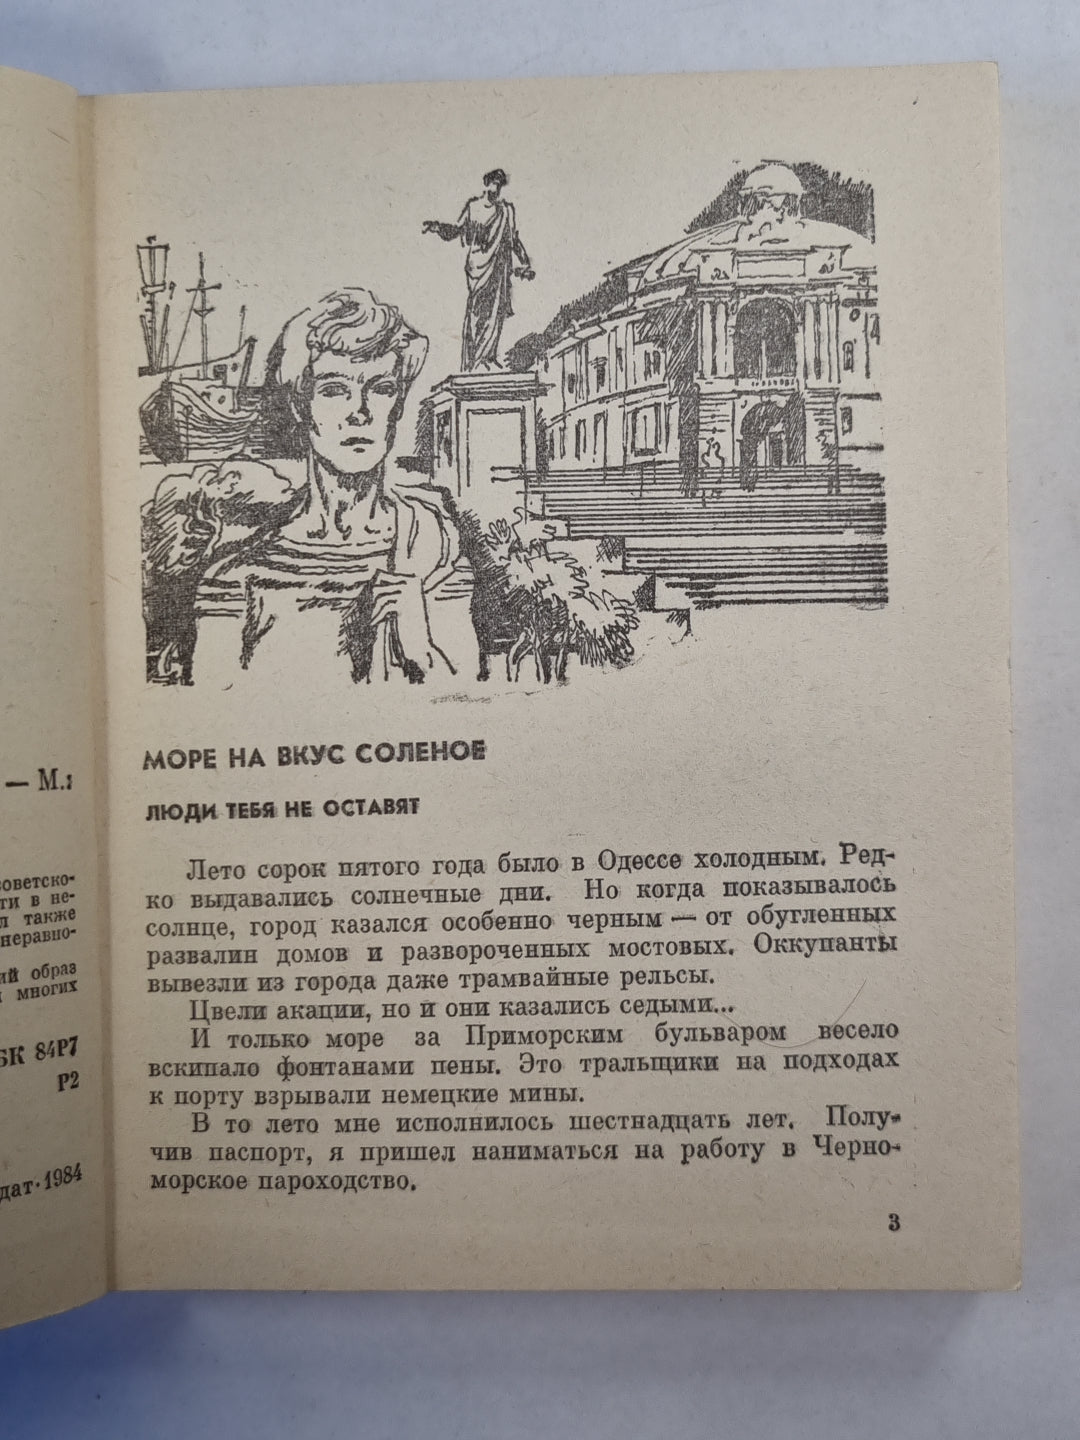 — М.:
советско-
ти в не-
л также
неравно-
ий образ
многих
БК 84Р7
Р2
дат·1984
МОРЕ НА ВКУС СОЛЕНОЕ
ЛЮДИ ТЕБЯ НЕ ОСТАВЯТ
Лето сорок пятого года было в Одессе холодным. Ред-
ко выдавались солнечные дни. Но когда показывалось
солнце, город казался особенно черным — от обугленных
развалин домов и развороченных мостовых. Оккупанты
вывезли из города даже трамвайные рельсы.
Цвели акации, но и они казались седыми...
И только море за Приморским бульваром весело
вскипало фонтанами пены. Это тральщики на подходах
к порту взрывали немецкие мины.
В то лето мне исполнилось шестнадцать лет. Полу-
чив паспорт, я пришел наниматься на работу в Черно-
морское пароходство.
3